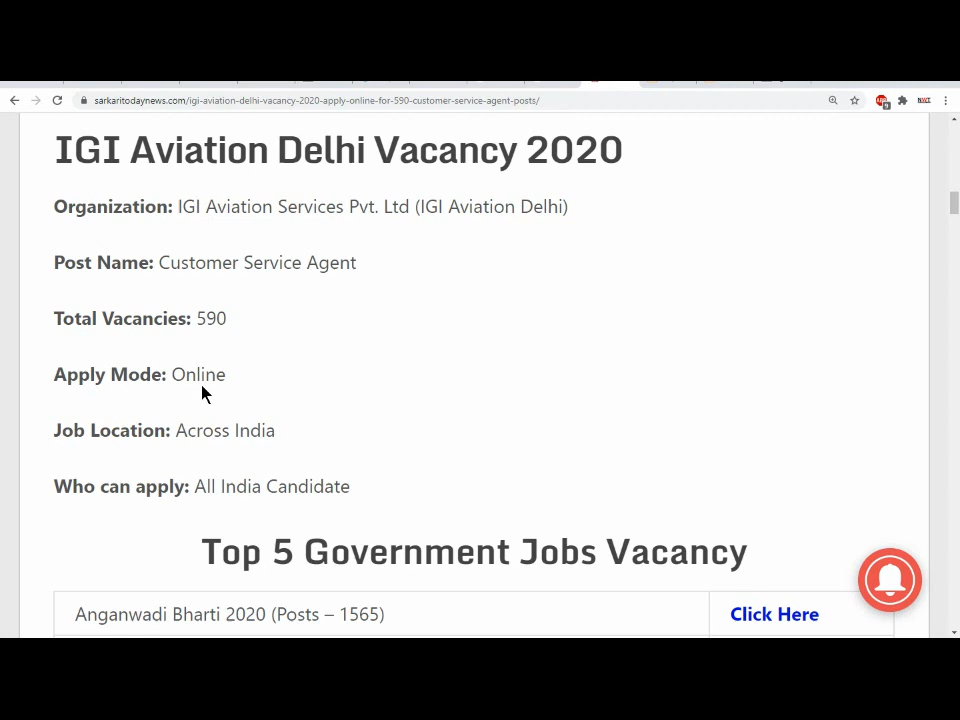 sarkaritodaynews.com/igi-aviation-delhi-vacancy-2020-apply-online-for-590-customer-service-agent-posts/
IGI Aviation Delhi Vacancy 2020
Organization: IGI Aviation Services Pvt. Ltd (IGI Aviation Delhi)
Post Name: Customer Service Agent
Total Vacancies: 590
Apply Mode: Online
Job Location: Across India
Who can apply: All India Candidate
Top 5 Government Jobs Vacancy
Anganwadi Bharti 2020 (Posts – 1565) Click Here